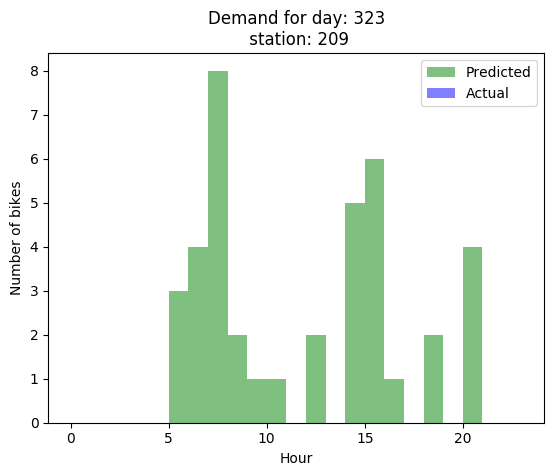 Demand for day: 323
station: 209
Predicted
Actual
Number of bikes
8
7
6
5
4
3
2
1
0
0 5 10 15 20
Hour